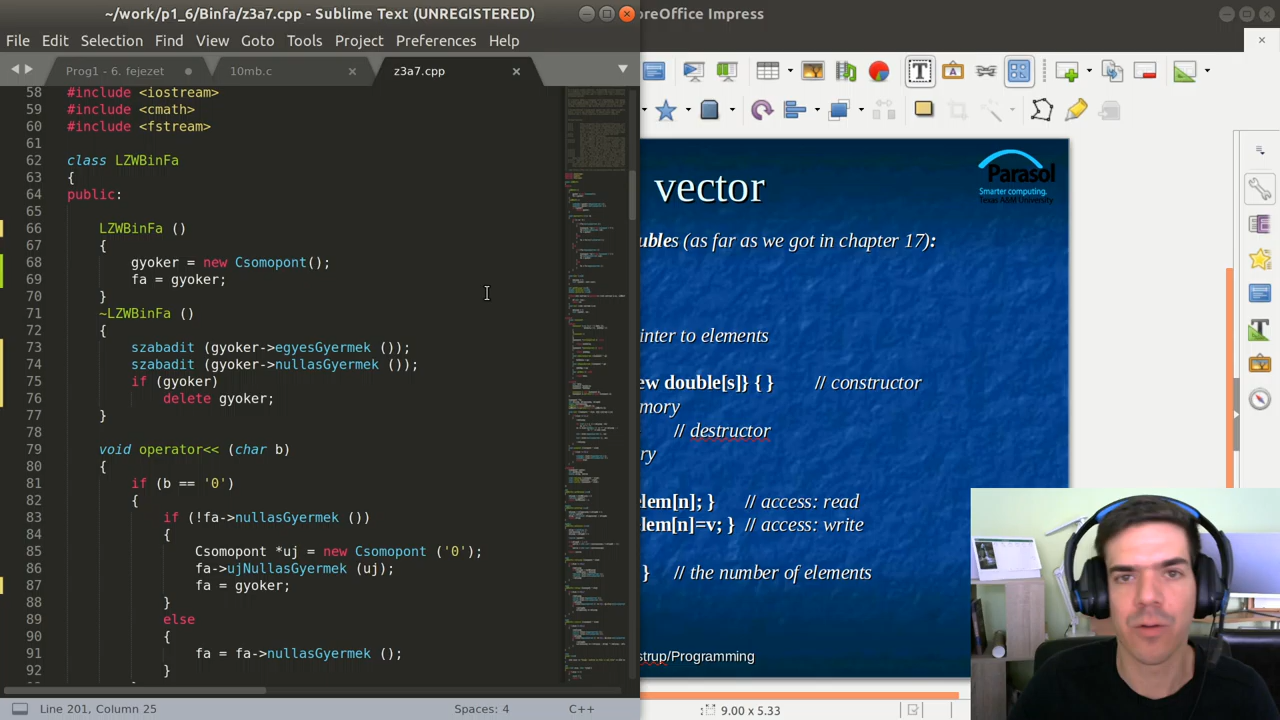 ~/work/p1_6/Binfa/z3a7.cpp - Sublime Text (UNREGISTERED)
File Edit Selection Find View Goto Tools Project Preferences Help
Prog1 - 6. fejezet
10mb.c
z3a7.cpp
58 #include <iostream>
59 #include <cmath>
60 #include <fstream>
61
62 class LZWBinFa
63 {
64 public:
65
66 LZWBinFa ()
67 {
68 gyoker = new Csomopont();
69 fa = gyoker;
70 }
71 ~LZWBinFa ()
72 {
73 szabadit (gyoker->egyesGyermek ());
74 szabadit (gyoker->nullasGyermek ());
75 if (gyoker)
76 delete gyoker;
77 }
78
79 void operator<< (char b)
80 {
81 if (b == '0')
82 {
83 if (!fa->nullasGyermek ())
84 {
85 Csomopont *uj = new Csomopont ('0');
86 fa->ujNullasGyermek (uj);
87 fa = gyoker;
88 }
89 else
90 {
91 fa = fa->nullasGyermek ();
92 }
Line 201, Column 25
Spaces: 4
C++
reOffice Impress
vector
Parasol
Smarter computing.
Texas A&M University
ubles (as far as we got in chapter 17):
inter to elements
ew double[s]} { } // constructor
mory
// destructor
ry
elem[n]; } // access: read
elem[n]=v; } // access: write
} // the number of elements
strup/Programming
9.00 x 5.33